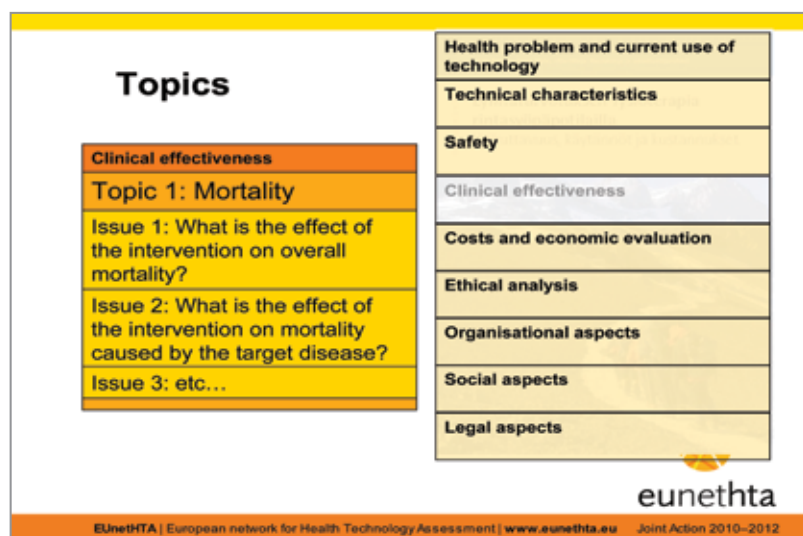 Topics
Clinical effectiveness
Topic 1: Mortality
Issue 1: What is the effect of
the intervention on overall
mortality?
Issue 2: What is the effect of
the intervention on mortality
caused by the target disease?
Issue 3: etc...
Health problem and current use of
technology
Technical characteristics
Safety
Clinical effectiveness
Costs and economic evaluation
Ethical analysis
Organisational aspects
Social aspects
Legal aspects
eunethta
EUnetHTA | European network for Health Technology Assessment | www.eunethta.eu Joint Action 2010–2012